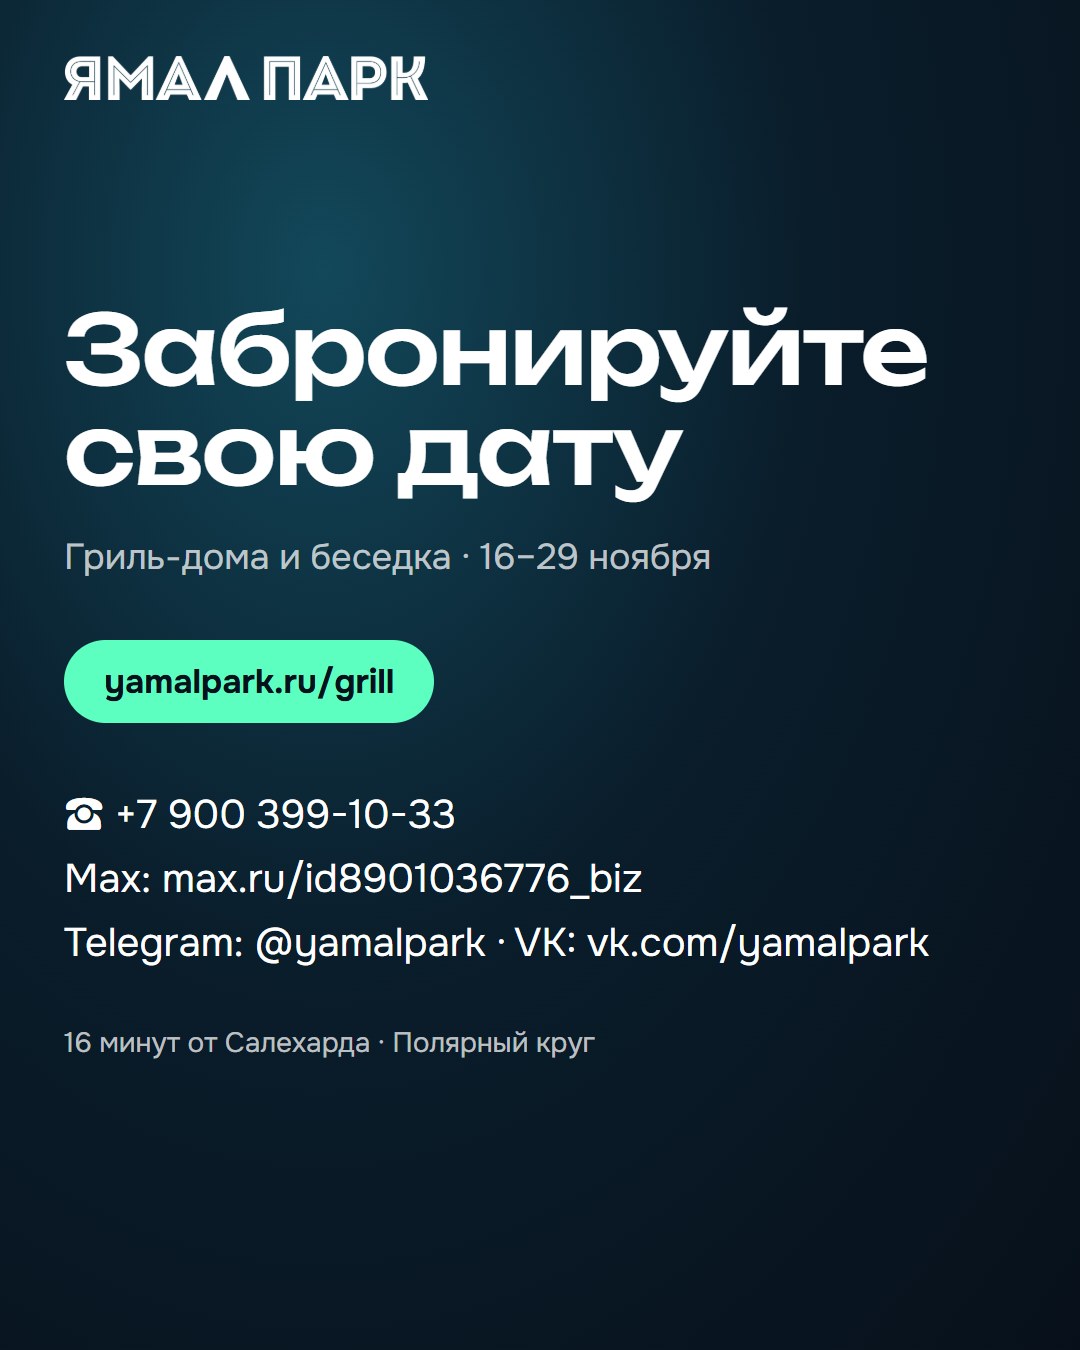 ЯМАЛ ПАРК
Забронируйте
свою дату
Гриль-дома и беседка · 16–29 ноября
yamalpark.ru/grill
☎ +7 900 399-10-33
Max: max.ru/id8901036776_biz
Telegram: @yamalpark · VK: vk.com/yamalpark
16 минут от Салехарда · Полярный круг